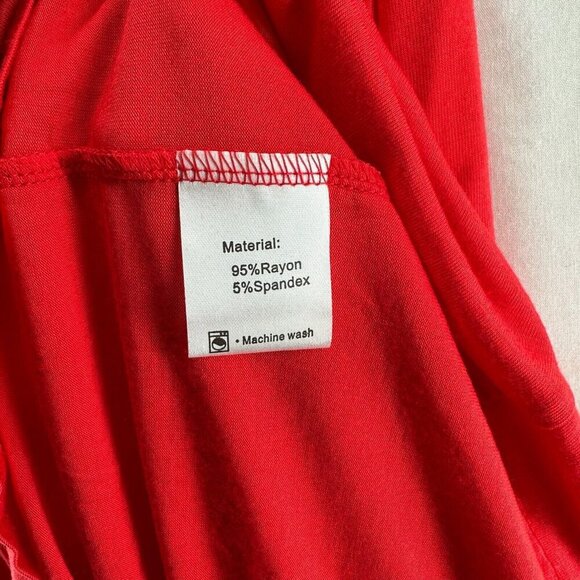 Material:
95%Rayon
5%Spandex
• Machine wash